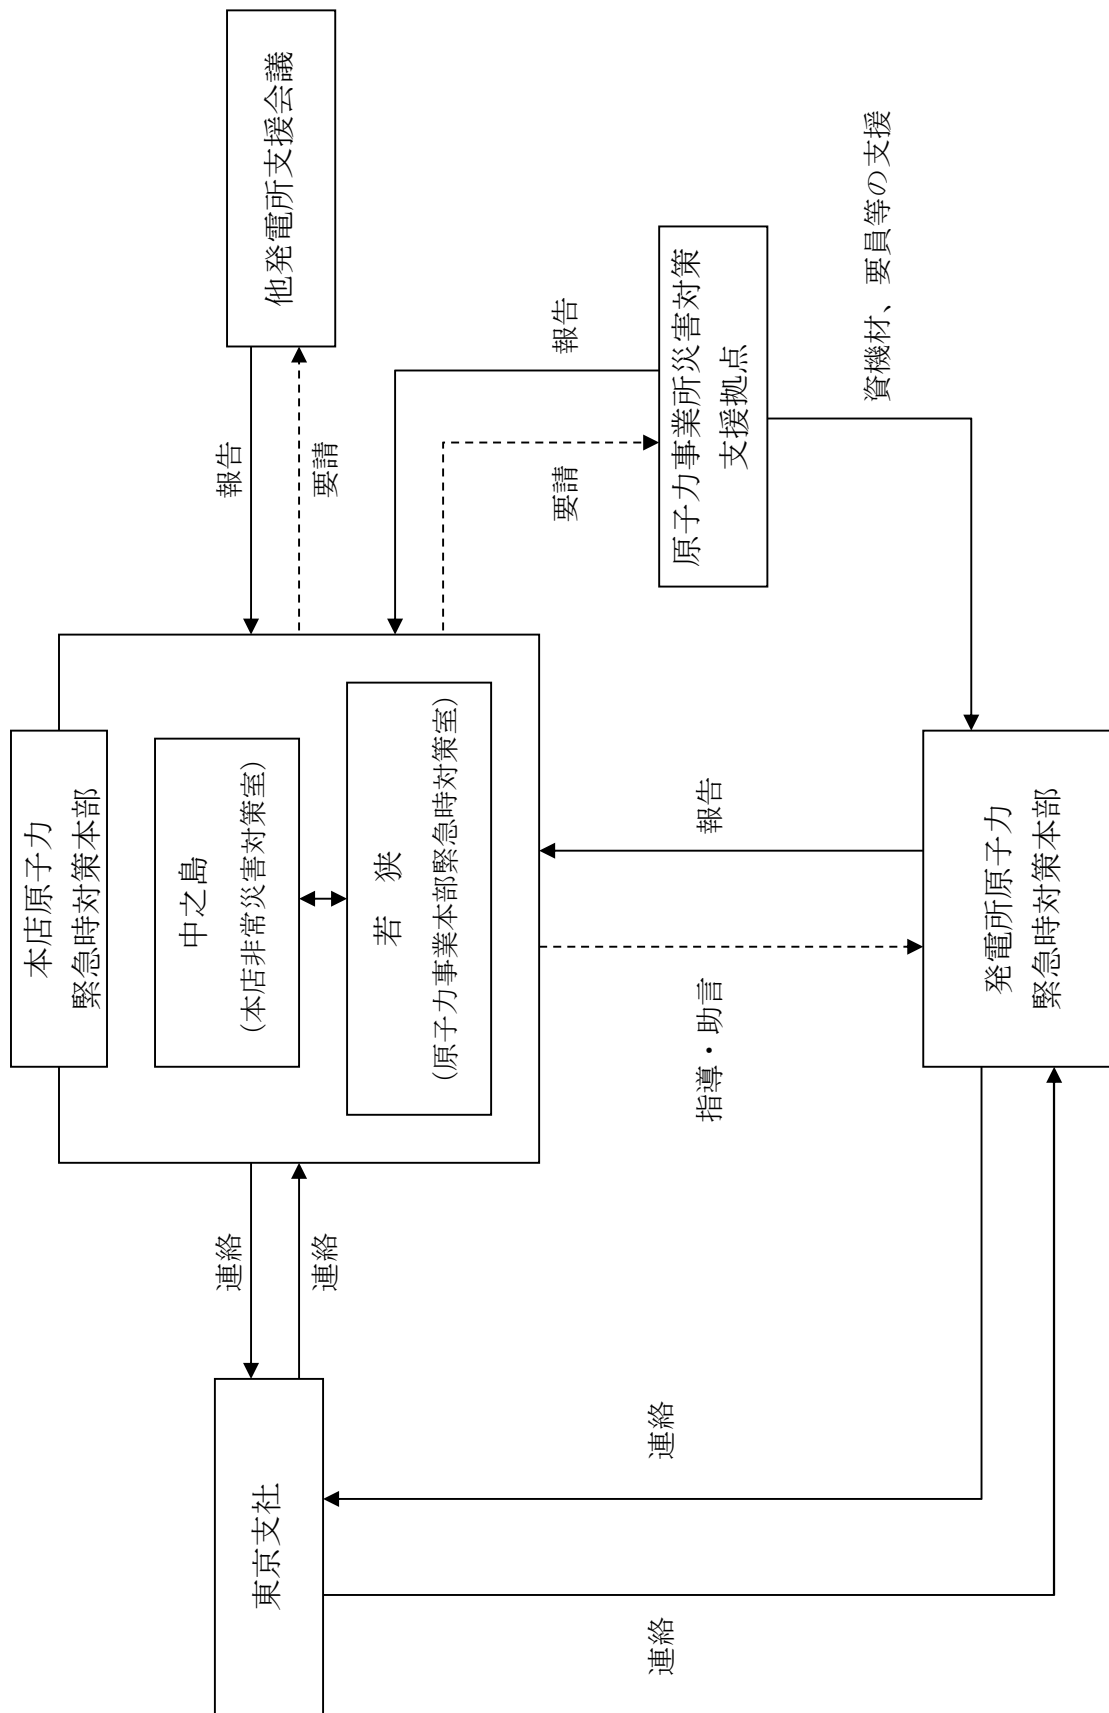 本店原子力
緊急時対策本部
中之島
(本店非常災害対策室)
若　狭
(原子力事業本部緊急時対策室)
東京支社
連絡
連絡
報告
要請
他発電所支援会議
報告
要請
原子力事業所災害対策
支援拠点
連絡
連絡
指導・助言
報告
資機材、要員等の支援
発電所原子力
緊急時対策本部